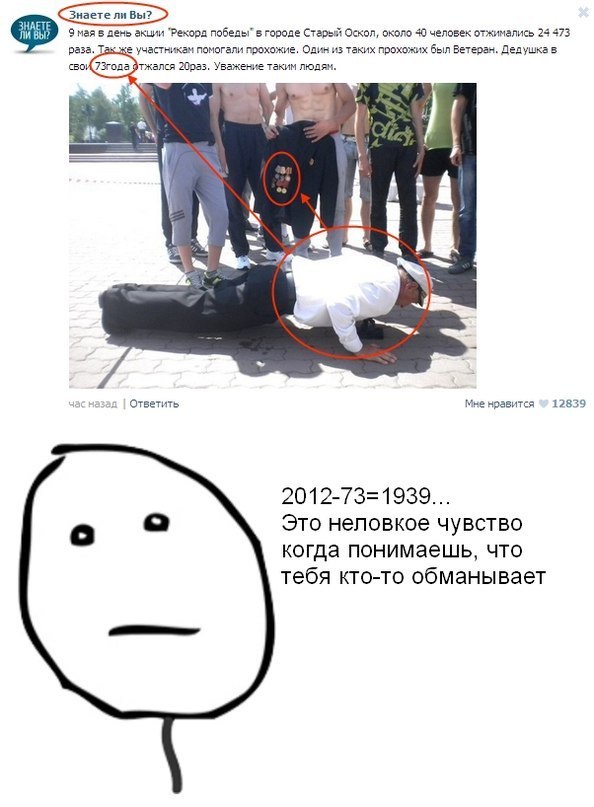 Знаете ли Вы?
ЗНАЕТЕ
ЛИ ВЫ?
9 мая в день акции "Рекорд победы" в городе Старый Оскол, около 40 человек отжимались 24 473
раза. Так же участникам помогали прохожие. Один из таких прохожих был Ветеран. Дедушка в
свои 73года отжался 20раз. Уважение таким людям.
час назад | Ответить
Мне нравится 12839
2012-73=1939...
Это неловкое чувство
когда понимаешь, что
тебя кто-то обманывает